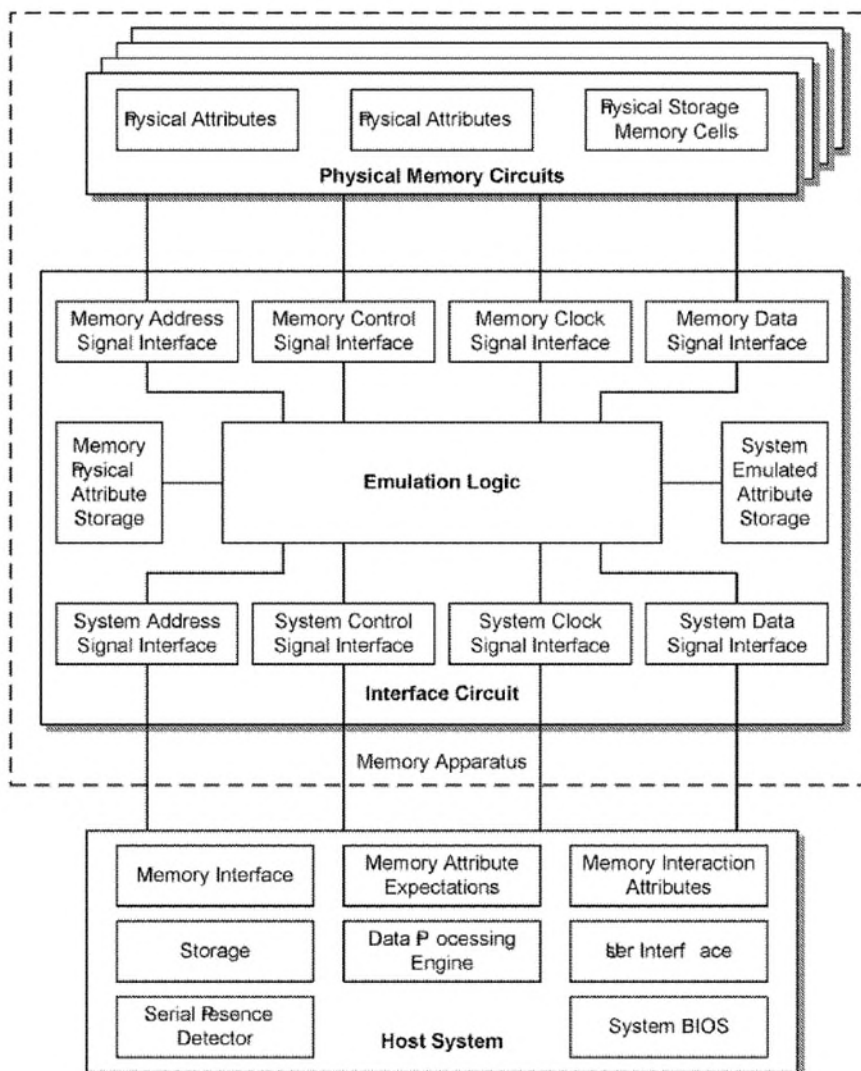 Physical Attributes
Physical Attributes
Physical Storage
Memory Cells
Physical Memory Circuits
Memory Address
Signal Interface
Memory Control
Signal Interface
Memory Clock
Signal Interface
Memory Data
Signal Interface
Memory
Physical
Attribute
Storage
Emulation Logic
System
Emulated
Attribute
Storage
System Address
Signal Interface
System Control
Signal Interface
System Clock
Signal Interface
System Data
Signal Interface
Interface Circuit
Memory Apparatus
Memory Interface
Memory Attribute
Expectations
Memory Interaction
Attributes
Storage
Data Processing
Engine
User Interf ace
Serial Presence
Detector
Host System
System BIOS